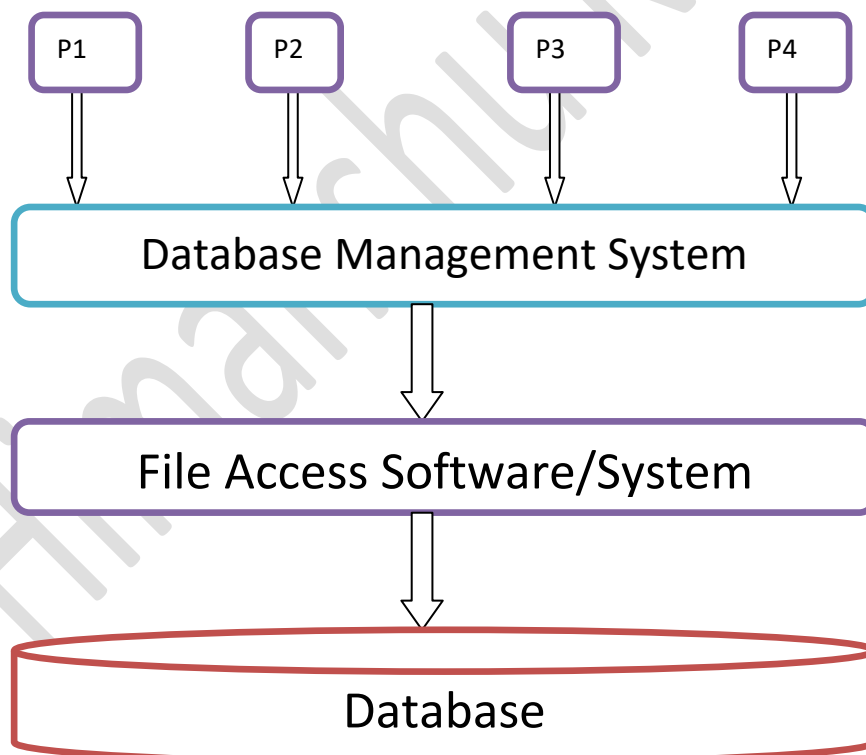 P1 P2 P3 P4
Database Management System
File Access Software/System
Database